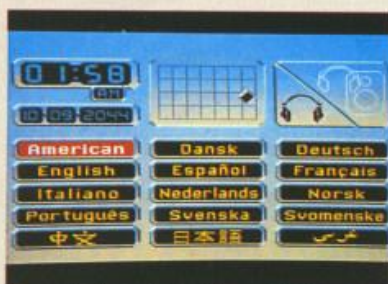 01:58
AM
10-09-2044
American Dansk Deutsch
English Español Français
Italiano Nederlands Norsk
Português Svenska Svomenske
中文 日本語